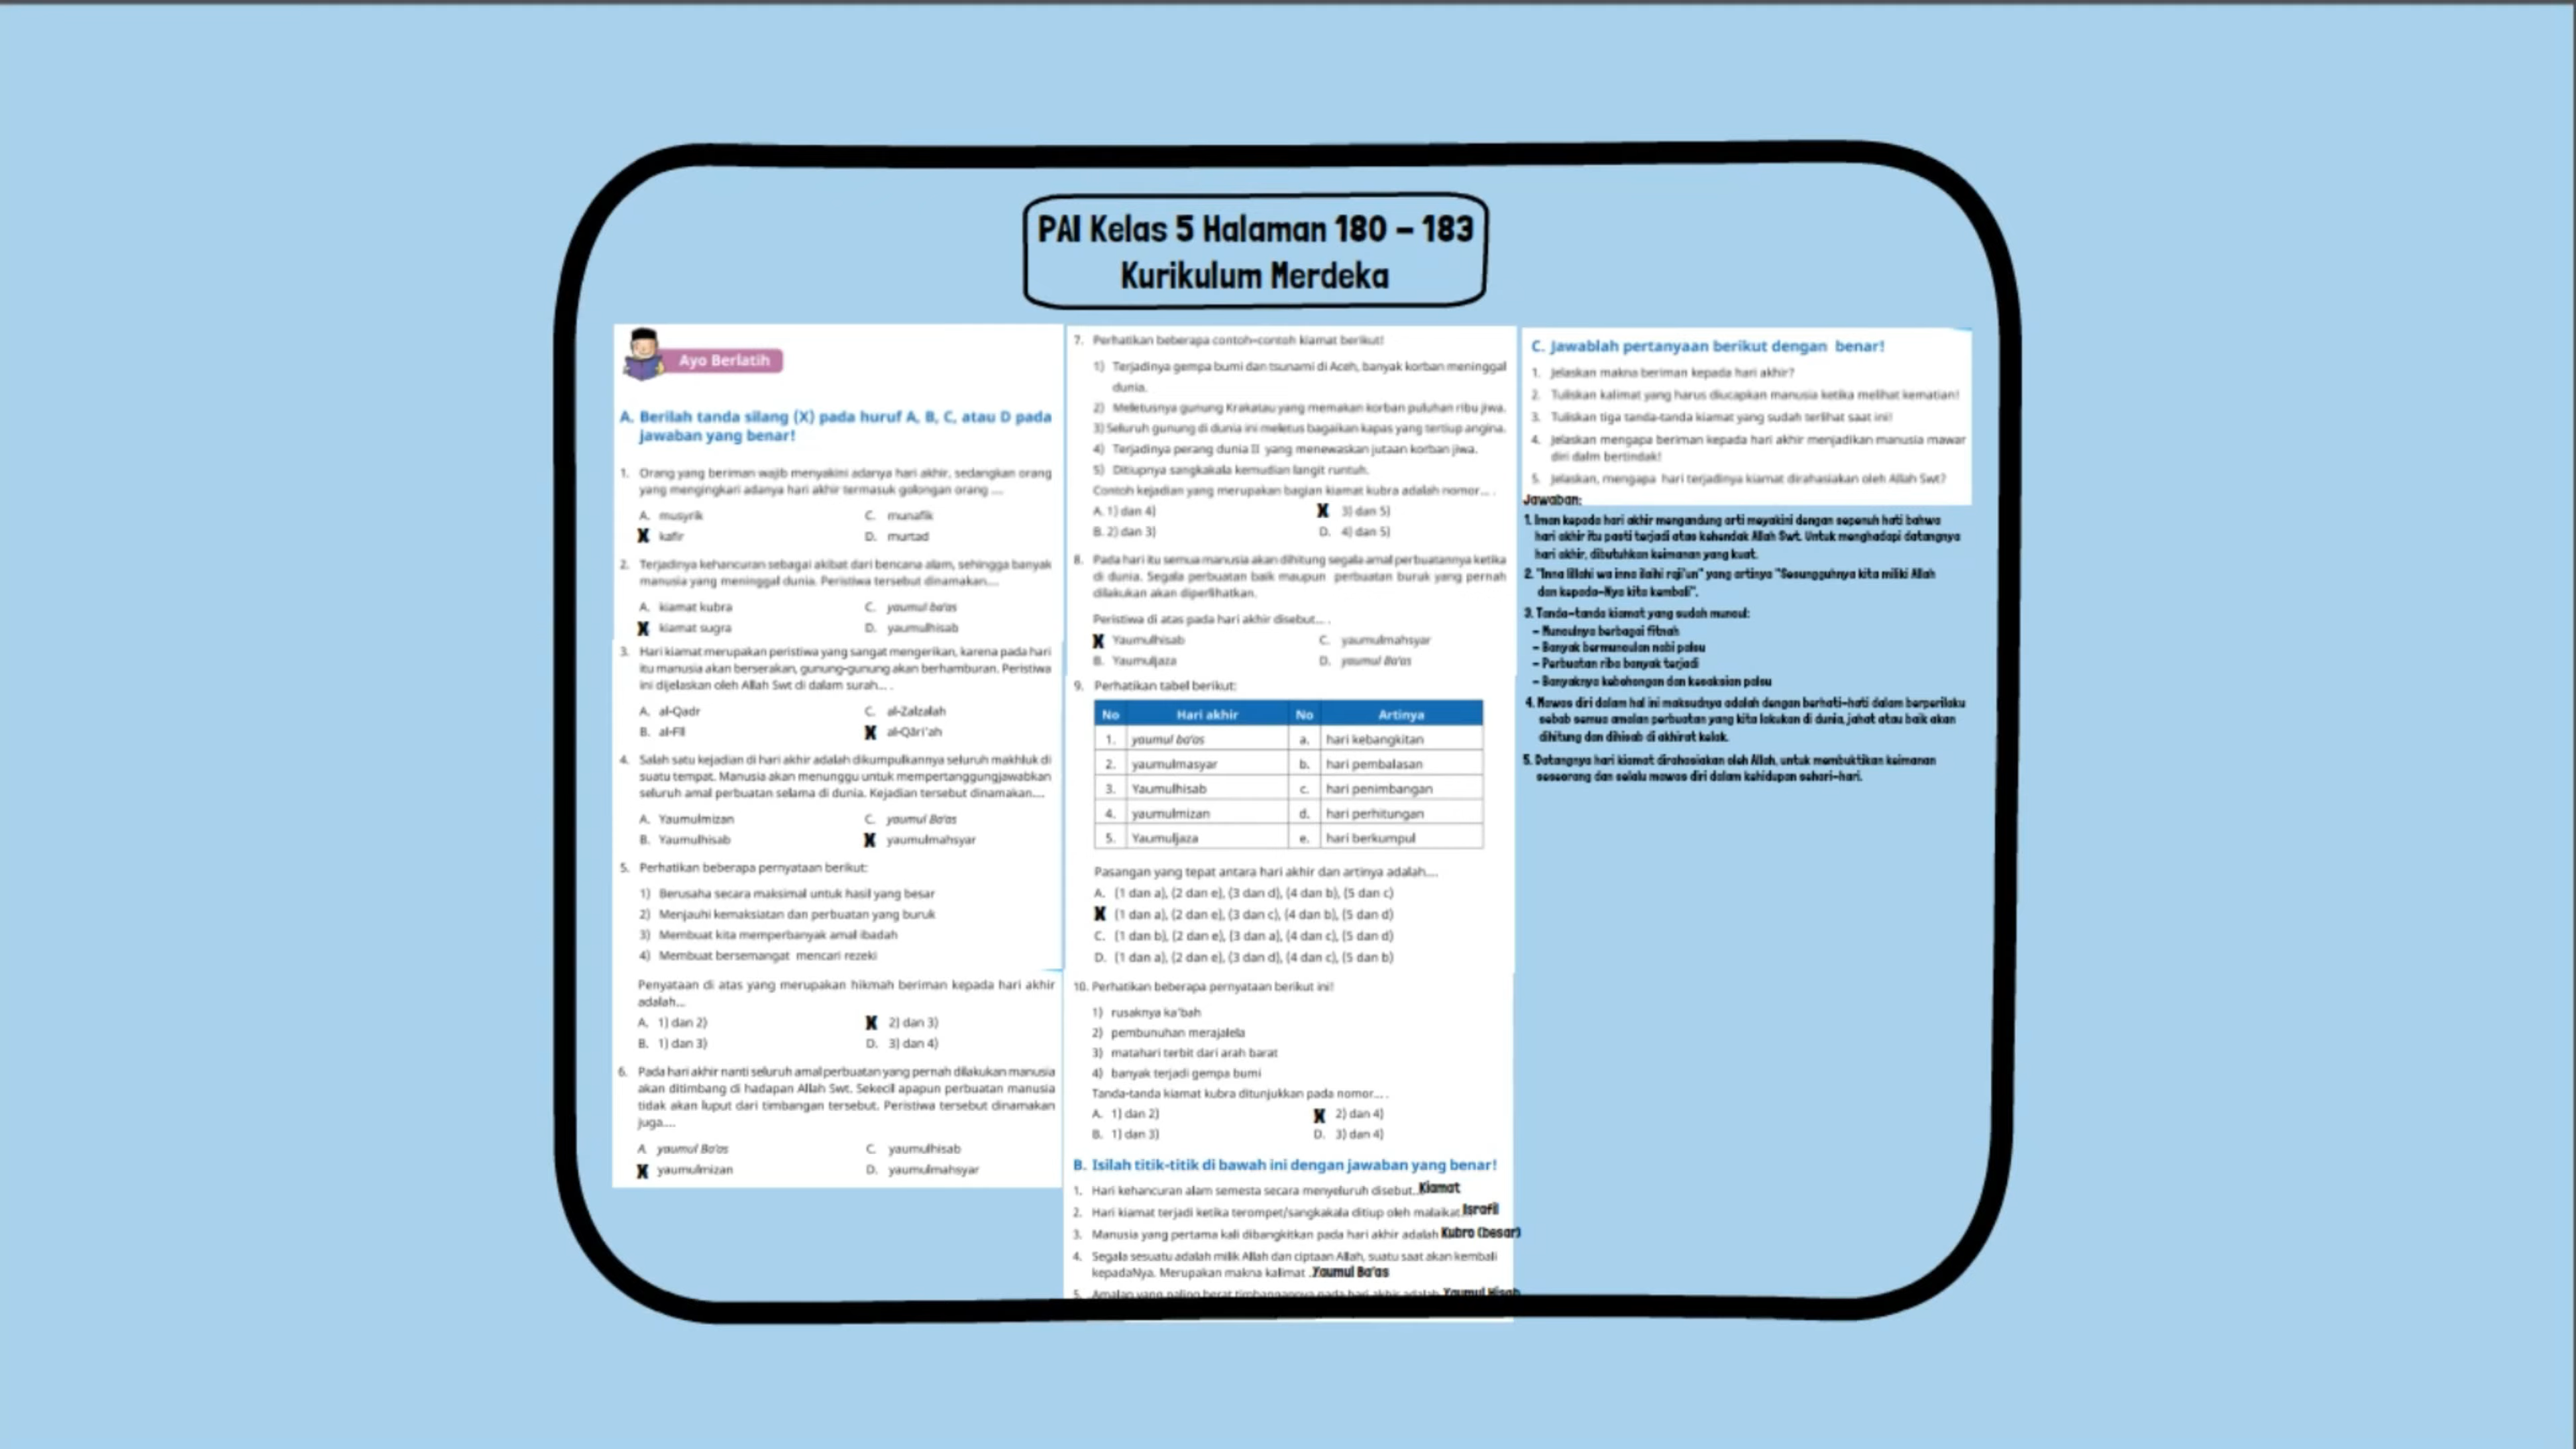 PAI Kelas 5 Halaman 180 – 183
Kurikulum Merdeka
Ayo Berlatih
A. Berilah tanda silang (X) pada huruf A, B, C, atau D pada
jawaban yang benar!
1. Orang yang beriman wajib menyakini adanya hari akhir, sedangkan orang
yang mengingkari adanya hari akhir termasuk golongan orang ....
A. musyrik C. munafik
X kafir D. murtad
2. Terjadinya kehancuran sebagai akibat dari bencana alam, sehingga banyak
manusia yang meninggal dunia. Peristiwa tersebut dinamakan....
A. kiamat kubra C. yaumul ba'as
X kiamat sugra D. yaumulhisab
3. Hari kiamat merupakan peristiwa yang sangat mengerikan, karena pada hari
itu manusia akan berserakan, gunung-gunung akan berhamburan. Peristiwa
ini dijelaskan oleh Allah Swt di dalam surah... .
A. al-Qadr C. al-Zalzalah
B. al-Fīl X al-Qāri'ah
4. Salah satu kejadian di hari akhir adalah dikumpulkannya seluruh makhluk di
suatu tempat. Manusia akan menunggu untuk mempertanggungjawabkan
seluruh amal perbuatan selama di dunia. Kejadian tersebut dinamakan....
A. Yaumulmizan C. yaumul Ba'as
B. Yaumulhisab X yaumulmahsyar
5. Perhatikan beberapa pernyataan berikut:
1) Berusaha secara maksimal untuk hasil yang besar
2) Menjauhi kemaksiatan dan perbuatan yang buruk
3) Membuat kita memperbanyak amal ibadah
4) Membuat bersemangat mencari rezeki
Penyataan di atas yang merupakan hikmah beriman kepada hari akhir
adalah...
A. 1) dan 2) X 2) dan 3)
B. 1) dan 3) D. 3) dan 4)
6. Pada hari akhir nanti seluruh amal perbuatan yang pernah dilakukan manusia
akan ditimbang di hadapan Allah Swt. Sekecil apapun perbuatan manusia
tidak akan luput dari timbangan tersebut. Peristiwa tersebut dinamakan
juga....
A. yaumul Ba'as C. yaumulhisab
X yaumulmizan D. yaumulmahsyar
7. Perhatikan beberapa contoh-contoh kiamat berikut!
1) Terjadinya gempa bumi dan tsunami di Aceh, banyak korban meninggal
dunia.
2) Meletusnya gunung Krakatau yang memakan korban puluhan ribu jiwa.
3) Seluruh gunung di dunia ini meletus bagaikan kapas yang tertiup angina.
4) Terjadinya perang dunia II yang menewaskan jutaan korban jiwa.
5) Ditiupnya sangkakala kemudian langit runtuh.
Contoh kejadian yang merupakan bagian kiamat kubra adalah nomor... .
A. 1) dan 4) X 3) dan 5)
B. 2) dan 3) D. 4) dan 5)
8. Pada hari itu semua manusia akan dihitung segala amal perbuatannya ketika
di dunia. Segala perbuatan baik maupun perbuatan buruk yang pernah
dilakukan akan diperlihatkan.
Peristiwa di atas pada hari akhir disebut... .
X Yaumulhisab C. yaumulmahsyar
B. Yaumuljaza D. yaumul Ba'as
9. Perhatikan tabel berikut:
No Hari akhir No Artinya
1. yaumul ba'as a. hari kebangkitan
2. yaumulmasyar b. hari pembalasan
3. Yaumulhisab c. hari penimbangan
4. yaumulmizan d. hari perhitungan
5. Yaumuljaza e. hari berkumpul
Pasangan yang tepat antara hari akhir dan artinya adalah....
A. (1 dan a), (2 dan e), (3 dan d), (4 dan b), (5 dan c)
X (1 dan a), (2 dan e), (3 dan c), (4 dan b), (5 dan d)
C. (1 dan b), (2 dan e), (3 dan a), (4 dan c), (5 dan d)
D. (1 dan a), (2 dan e), (3 dan d), (4 dan c), (5 dan b)
10. Perhatikan beberapa pernyataan berikut ini!
1) rusaknya ka'bah
2) pembunuhan merajalela
3) matahari terbit dari arah barat
4) banyak terjadi gempa bumi
Tanda-tanda kiamat kubra ditunjukkan pada nomor... .
A. 1) dan 2) X 2) dan 4)
B. 1) dan 3) D. 3) dan 4)
B. Isilah titik-titik di bawah ini dengan jawaban yang benar!
1. Hari kehancuran alam semesta secara menyeluruh disebut...Kiamat
2. Hari kiamat terjadi ketika terompet/sangkakala ditiup oleh malaikat..Israfil
3. Manusia yang pertama kali dibangkitkan pada hari akhir adalah Kubro (besar)
4. Segala sesuatu adalah milik Allah dan ciptaan Allah, suatu saat akan kembali
kepadaNya. Merupakan makna kalimat ..Yaumul Ba'as
5. Amalan yang paling berat timbangannya pada hari akhir adalah Yaumul Hisab
C. Jawablah pertanyaan berikut dengan benar!
1. Jelaskan makna beriman kepada hari akhir?
2. Tuliskan kalimat yang harus diucapkan manusia ketika melihat kematian!
3. Tuliskan tiga tanda-tanda kiamat yang sudah terlihat saat ini!
4. Jelaskan mengapa beriman kepada hari akhir menjadikan manusia mawar
diri dalm bertindak!
5. Jelaskan, mengapa hari terjadinya kiamat dirahasiakan oleh Allah Swt?
Jawaban:
1. Iman kepada hari akhir mengandung arti meyakini dengan sepenuh hati bahwa
hari akhir itu pasti terjadi atas kehendak Allah Swt. Untuk menghadapi datangnya
hari akhir, dibutuhkan keimanan yang kuat.
2. "Inna lillahi wa inna ilaihi raji'un" yang artinya "Sesungguhnya kita miliki Allah
dan kepada-Nya kita kembali".
3. Tanda-tanda kiamat yang sudah muncul:
- Munculnya berbagai fitnah
- Banyak bermunculan nabi palsu
- Perbuatan riba banyak terjadi
- Banyaknya kebohongan dan kesaksian palsu
4. Mawas diri dalam hal ini maksudnya adalah dengan berhati-hati dalam berperilaku
sebab semua amalan perbuatan yang kita lakukan di dunia, jahat atau baik akan
dihitung dan dihisab di akhirat kelak.
5. Datangnya hari kiamat dirahasiakan oleh Allah, untuk membuktikan keimanan
seseorang dan selalu mawas diri dalam kehidupan sehari-hari.